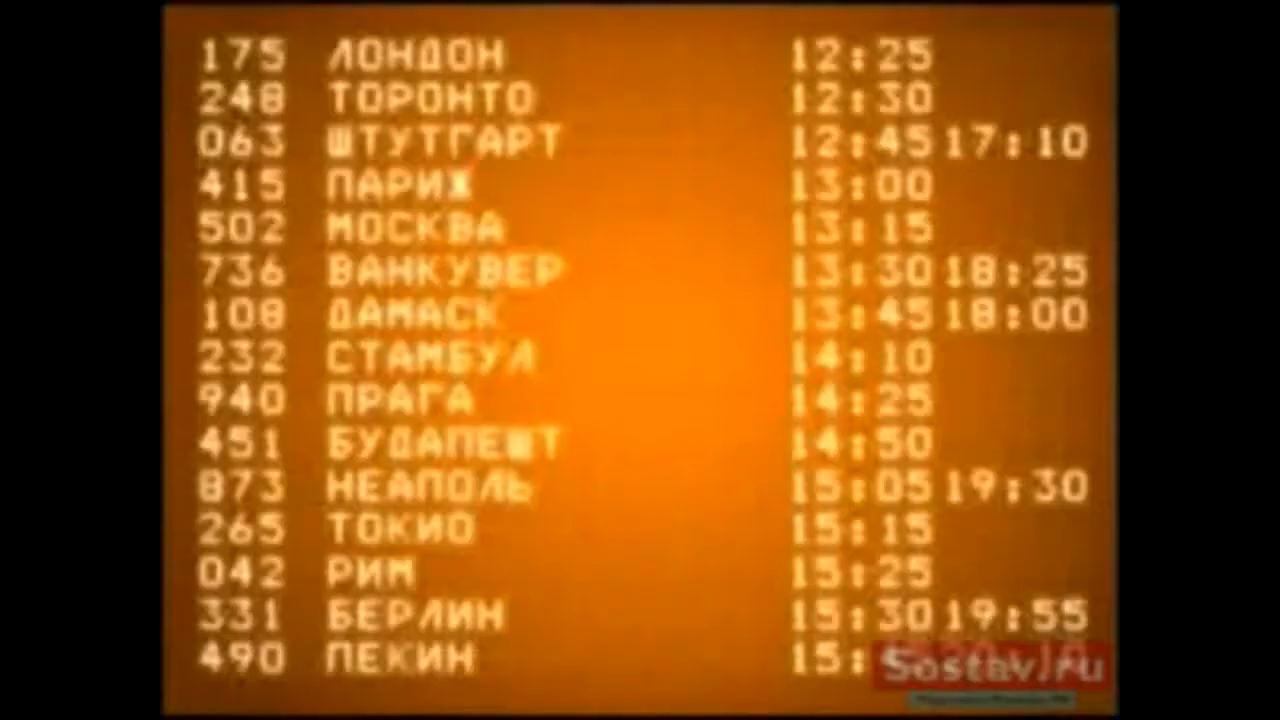 175 ЛОНДОН 12:25
248 ТОРОНТО 12:30
063 ШТУТГАРТ 12:45 17:10
415 ПАРИЖ 13:00
502 МОСКВА 13:15
736 ВАНКУВЕР 13:30 18:25
108 ДАМАСК 13:45 18:00
232 СТАМБУЛ 14:10
940 ПРАГА 14:25
451 БУДАПЕШТ 14:50
873 НЕАПОЛЬ 15:05 19:30
265 ТОКИО 15:15
042 РИМ 15:25
331 БЕРЛИН 15:30 19:55
490 ПЕКИН
Sostav.ru